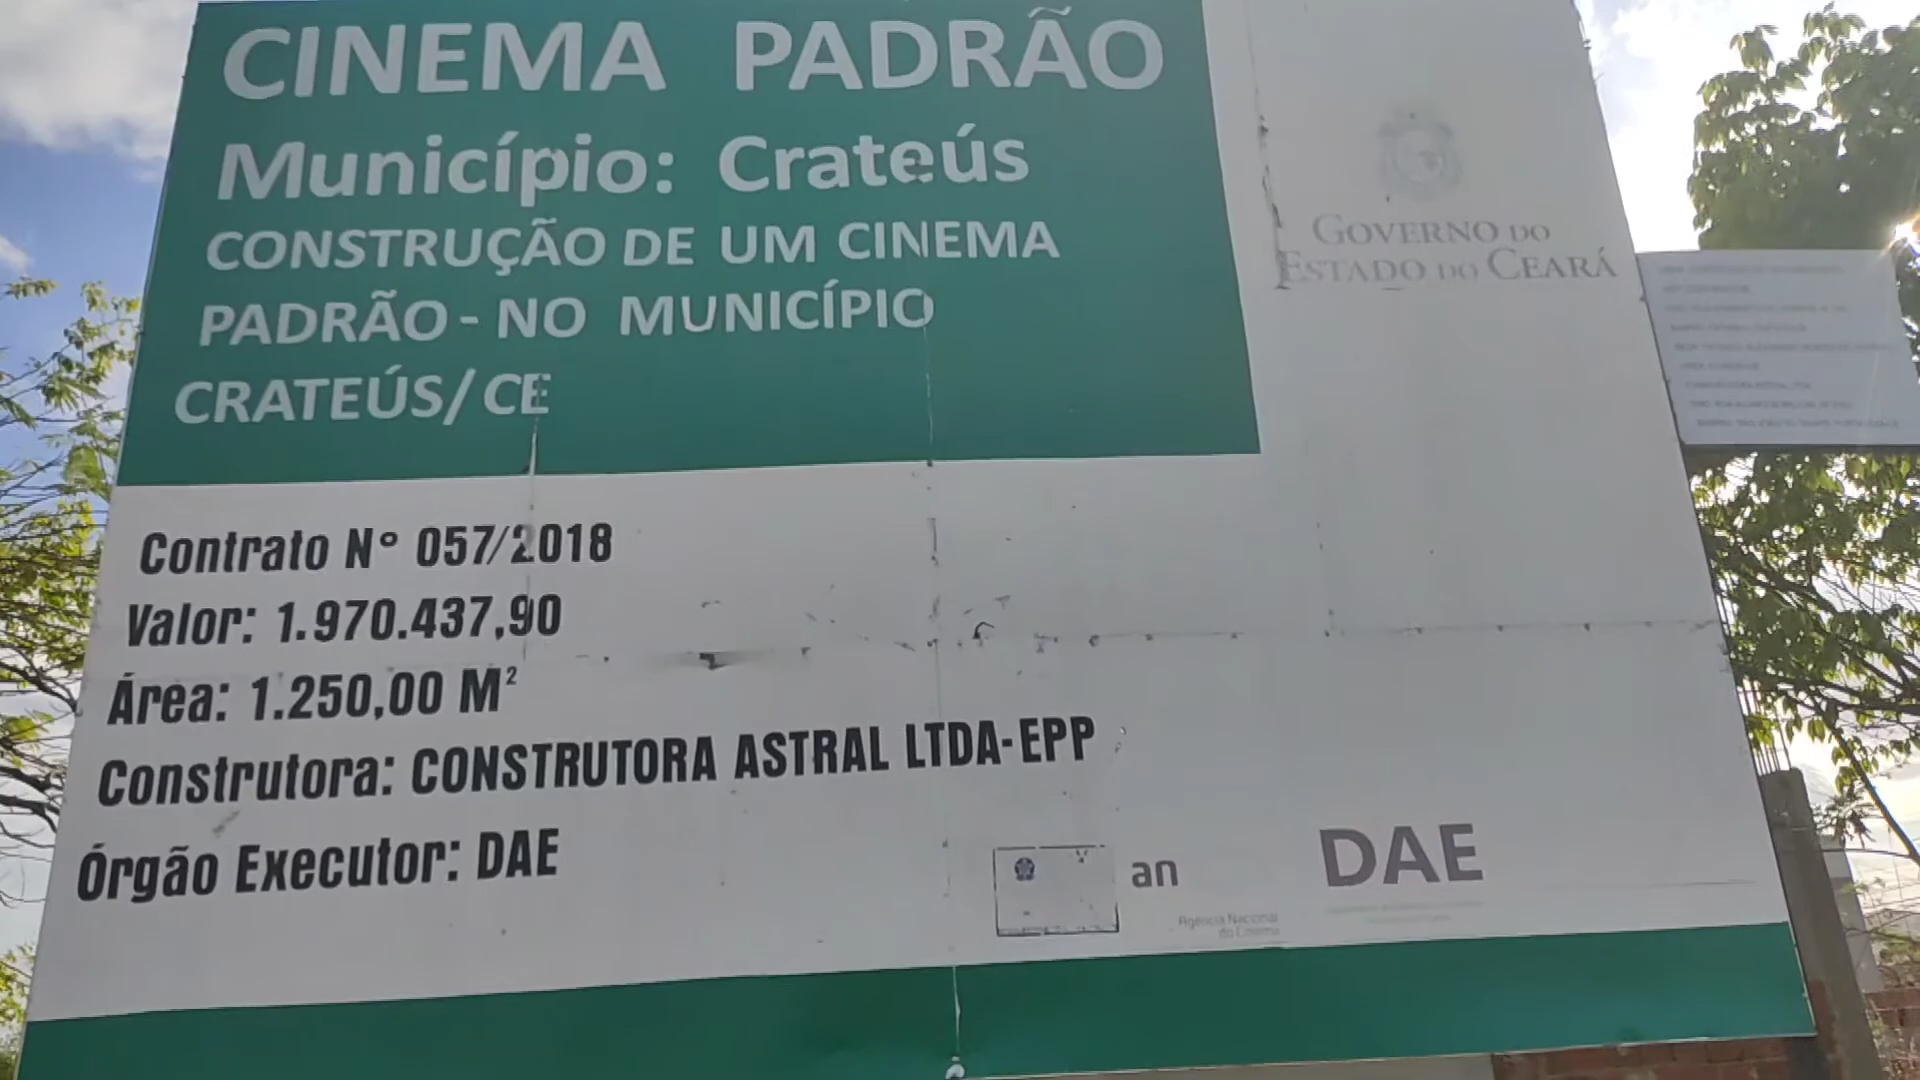 CINEMA PADRÃO
Município: Crateús
CONSTRUÇÃO DE UM CINEMA
PADRÃO - NO MUNICÍPIO
CRATEÚS/CE
GOVERNO DO
ESTADO DO CEARÁ
Contrato Nº 057/2018
Valor: 1.970.437,90
Área: 1.250,00 M²
Construtora: CONSTRUTORA ASTRAL LTDA-EPP
Órgão Executor: DAE
an
Agência Nacional
do Cinema
DAE